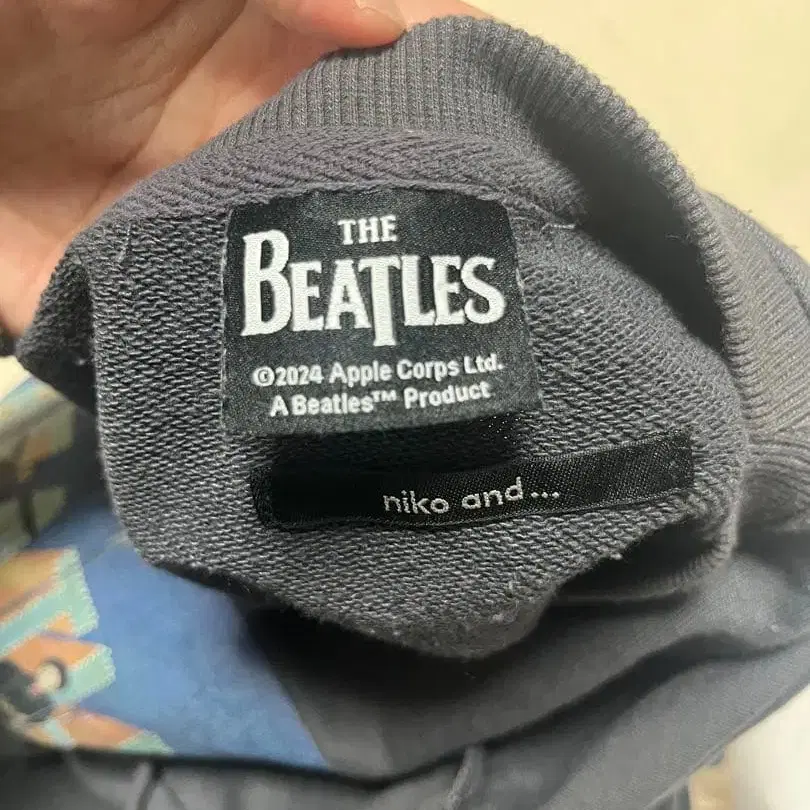 THE
BEATLES
©2024 Apple Corps Ltd.
A Beatles™ Product
niko and ...